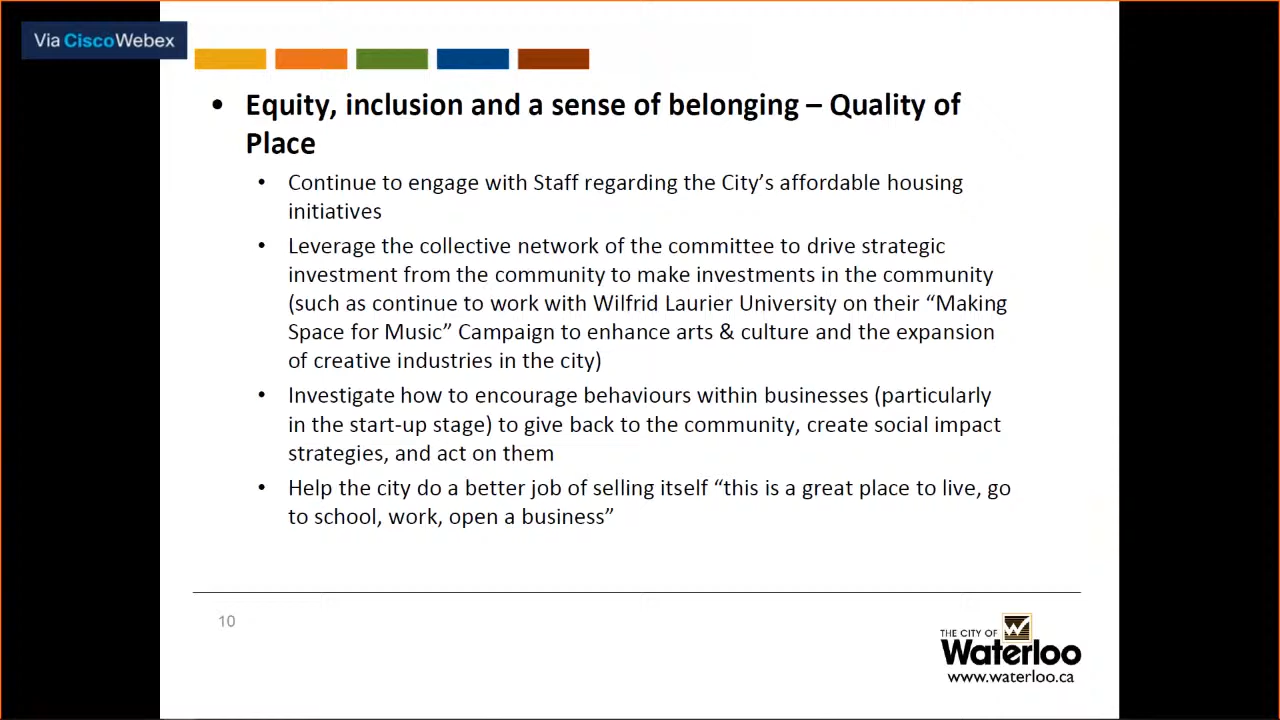 Via CiscoWebex
• Equity, inclusion and a sense of belonging – Quality of
Place
• Continue to engage with Staff regarding the City’s affordable housing
initiatives
• Leverage the collective network of the committee to drive strategic
investment from the community to make investments in the community
(such as continue to work with Wilfrid Laurier University on their “Making
Space for Music” Campaign to enhance arts & culture and the expansion
of creative industries in the city)
• Investigate how to encourage behaviours within businesses (particularly
in the start-up stage) to give back to the community, create social impact
strategies, and act on them
• Help the city do a better job of selling itself “this is a great place to live, go
to school, work, open a business”
10
THE CITY OF
Waterloo
www.waterloo.ca